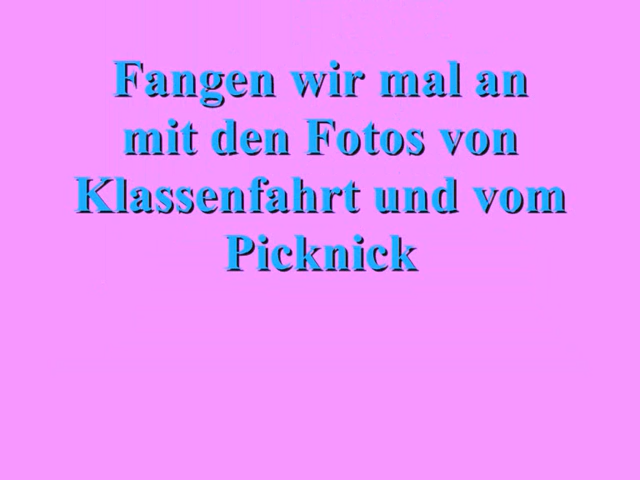 Fangen wir mal an
mit den Fotos von
Klassenfahrt und vom
Picknick